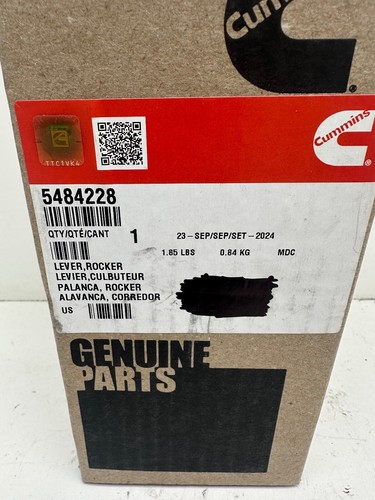 Cummins
Cummins
TTC1VK4
5484228
QTY/QTÉ/CANT 1 23-SEP/SEP/SET-2024
1.85 LBS 0.84 KG MDC
LEVER,ROCKER
LEVIER,CULBUTEUR
PALANCA, ROCKER
ALAVANCA, CORREDOR
US
GENUINE
PARTS